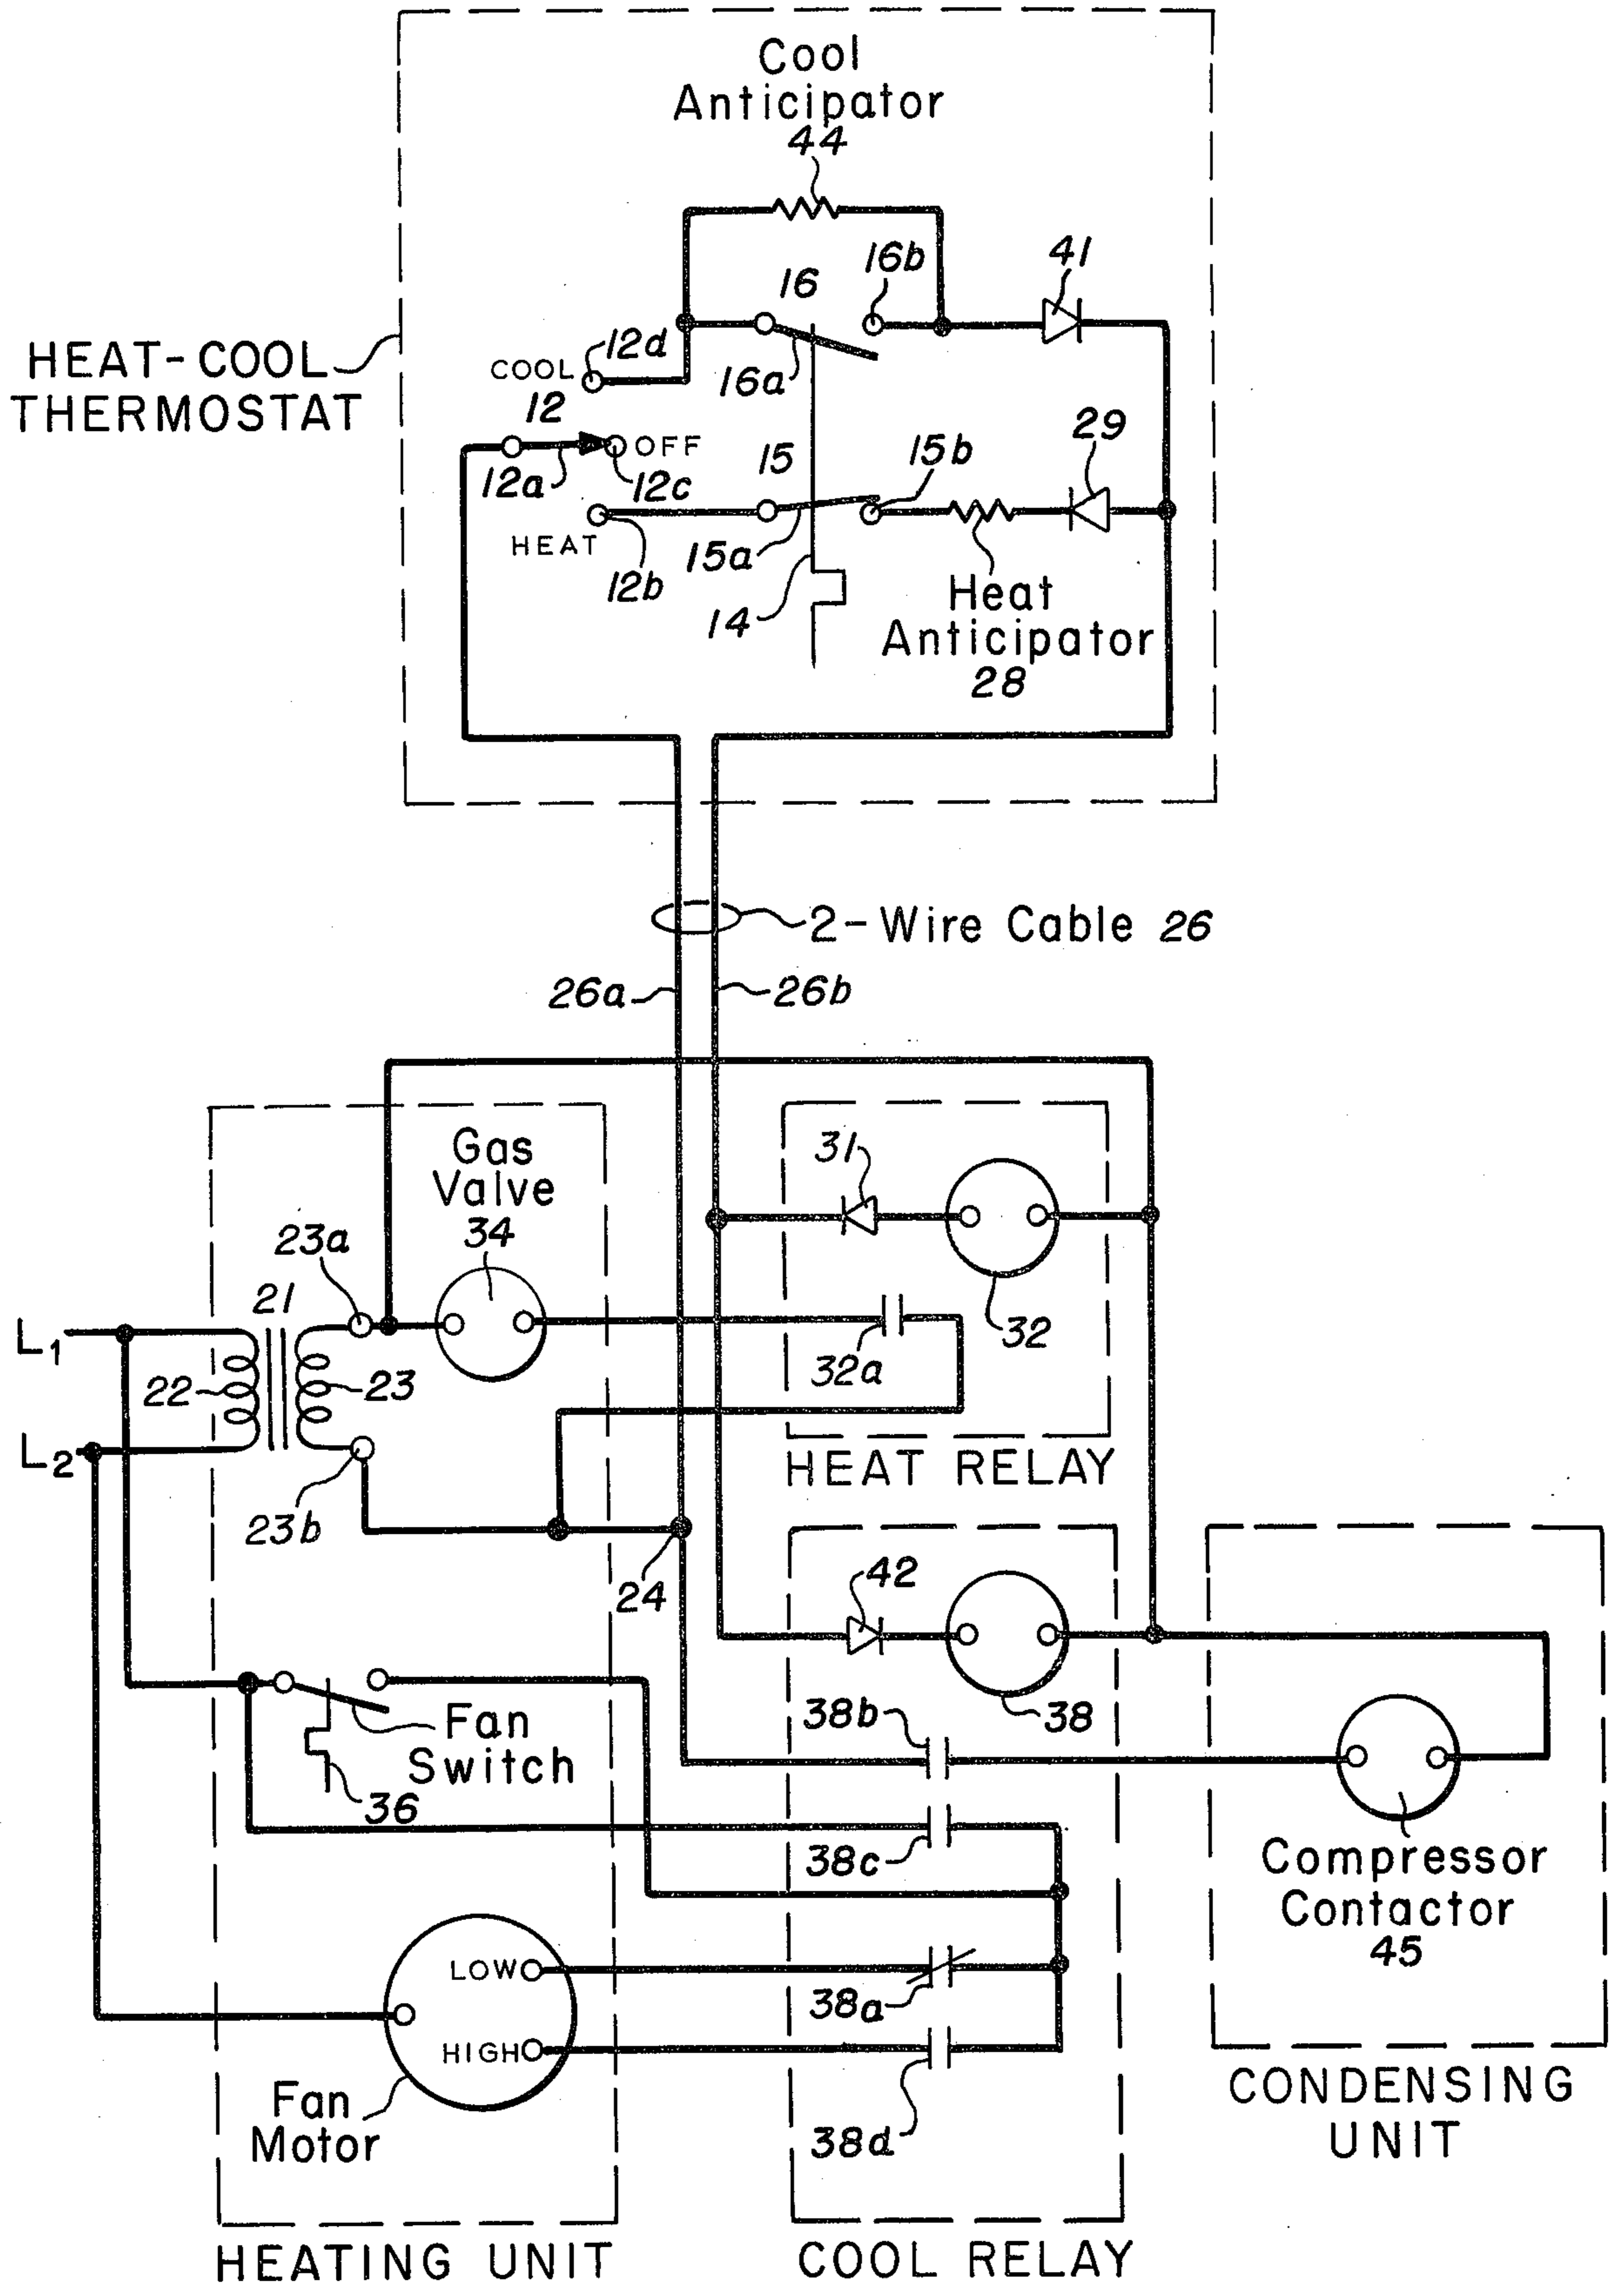 Cool
Anticipator
44
16b
41
16
HEAT-COOL
THERMOSTAT
COOL
12d
12
16a
OFF
12a
12c
15
15b
29
HEAT
12b
15a
14
Heat
Anticipator
28
2-Wire Cable 26
26a
26b
Gas
Valve
34
31
32
23a
21
L1
22
23
32a
L2
HEAT RELAY
23b
24
42
38
Fan
Switch
36
38b
38c
Compressor
Contactor
45
LOW
38a
HIGH
38d
Fan
Motor
CONDENSING
UNIT
HEATING UNIT
COOL RELAY